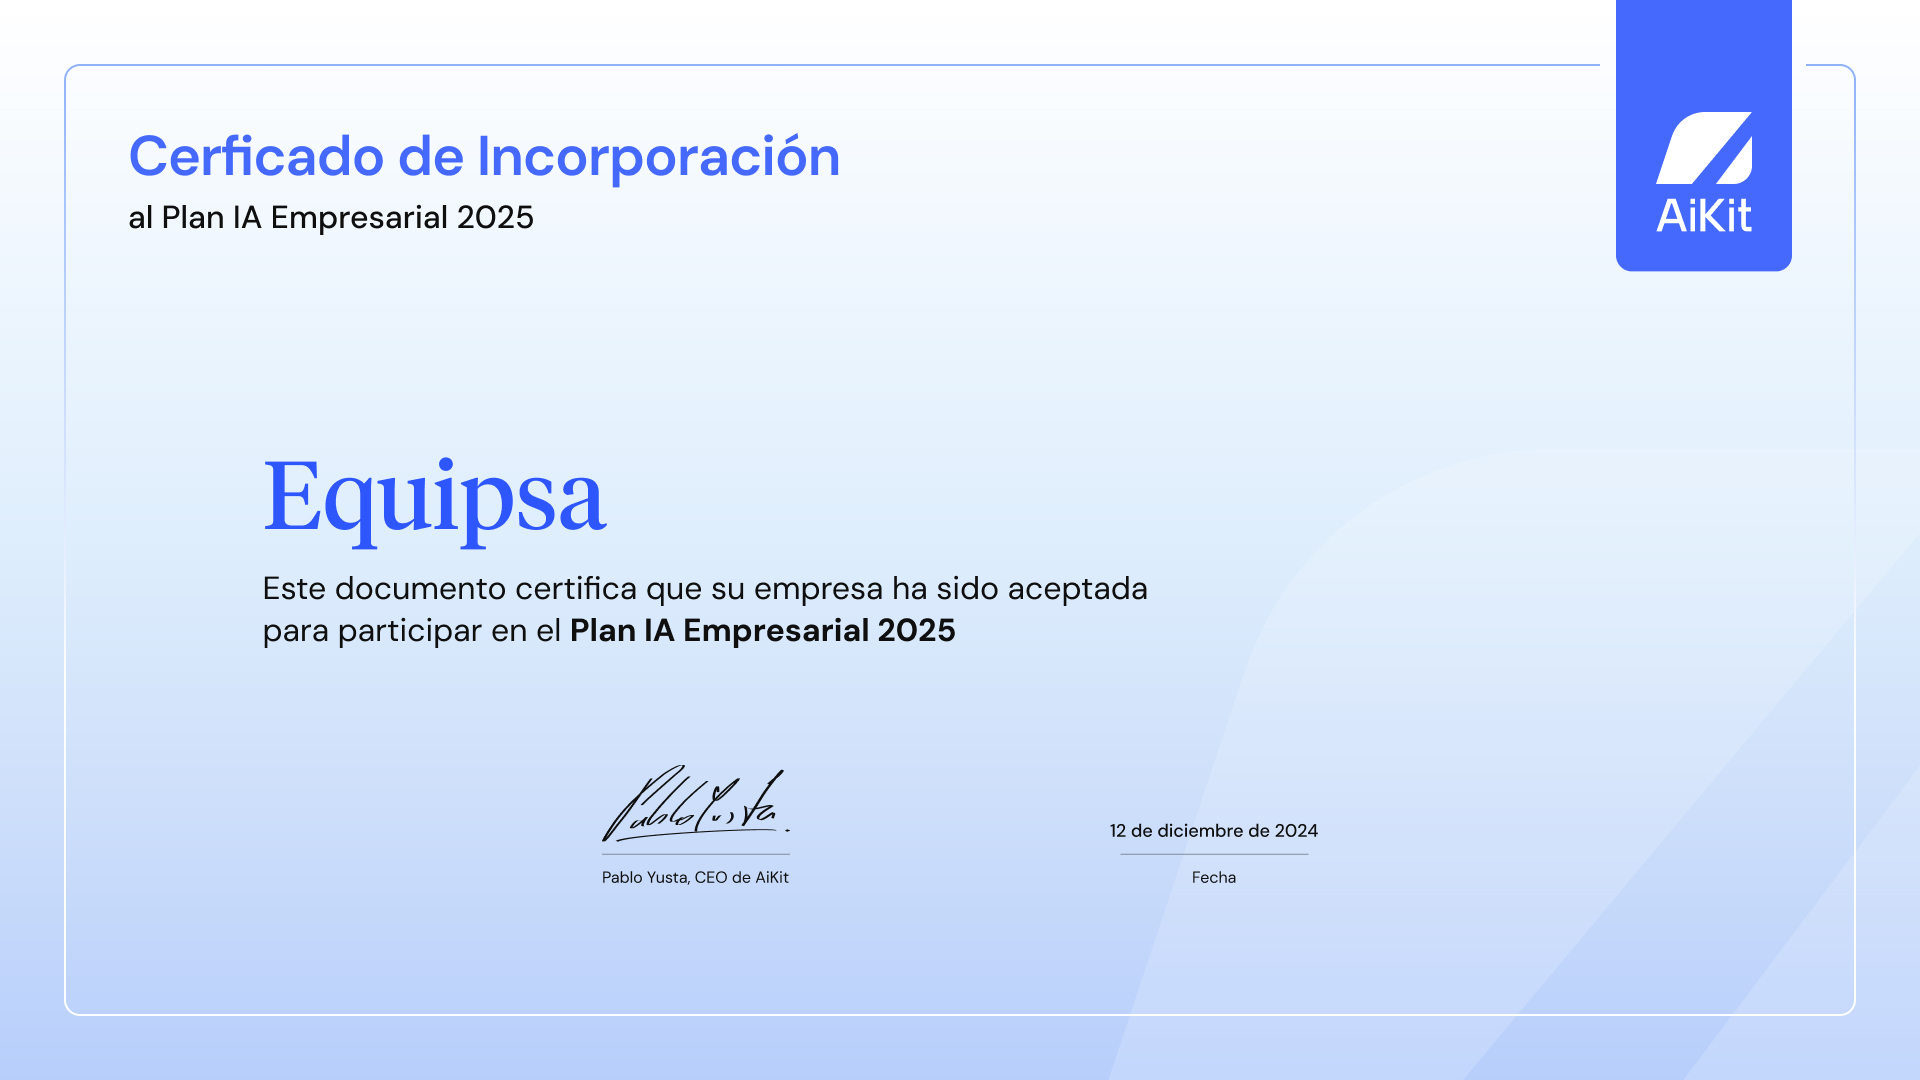 Cerficado de Incorporación
al Plan IA Empresarial 2025
AiKit
Equipsa
Este documento certifica que su empresa ha sido aceptada
para participar en el Plan IA Empresarial 2025
Pablo Yusta.
Pablo Yusta, CEO de AiKit
12 de diciembre de 2024
Fecha